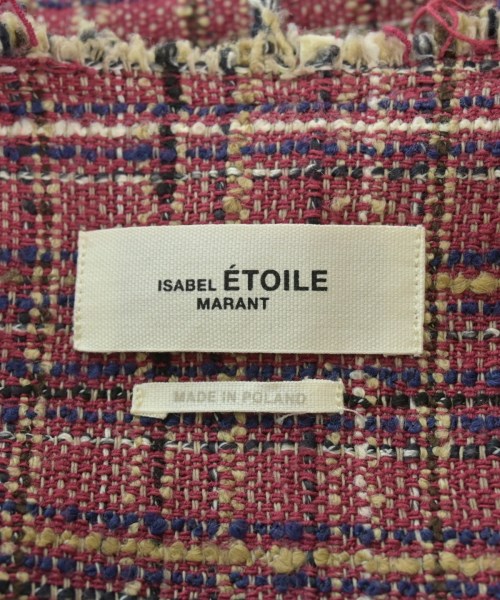 ISABEL ÉTOILE
MARANT
MADE IN POLAND